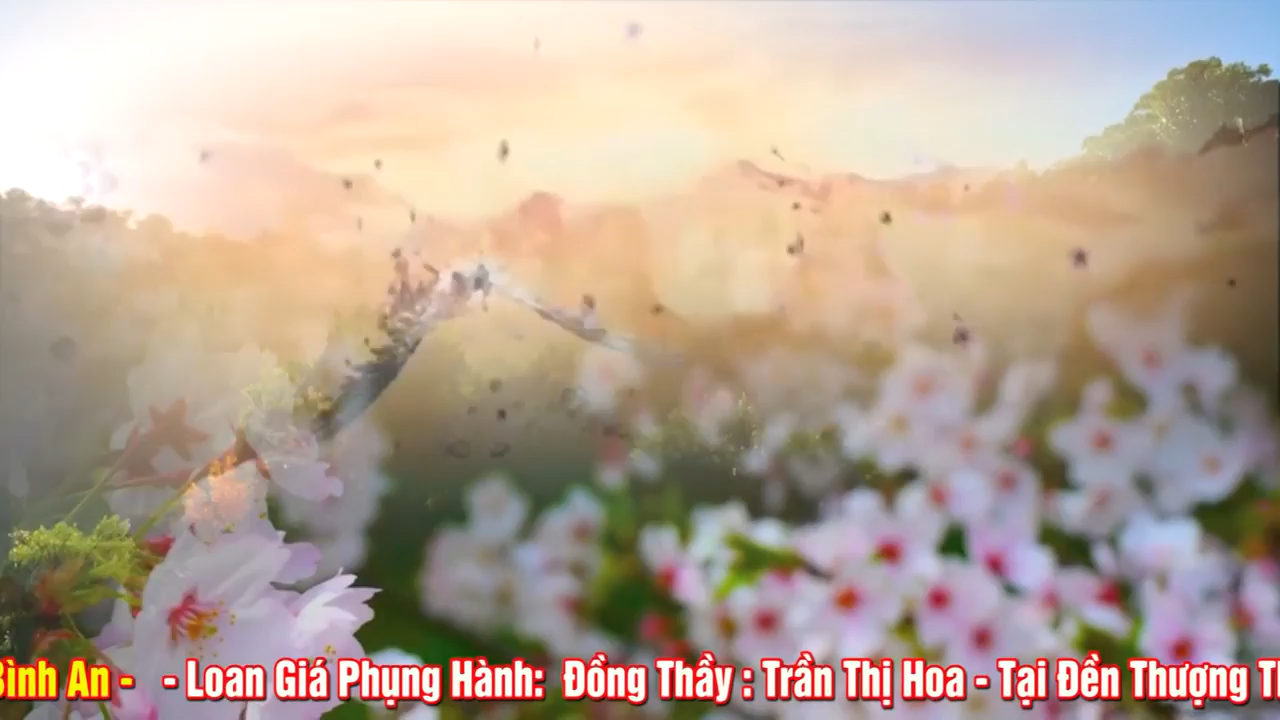 Bình An - - Loan Giá Phụng Hành: Đồng Thầy : Trần Thị Hoa - Tại Đền Thượng